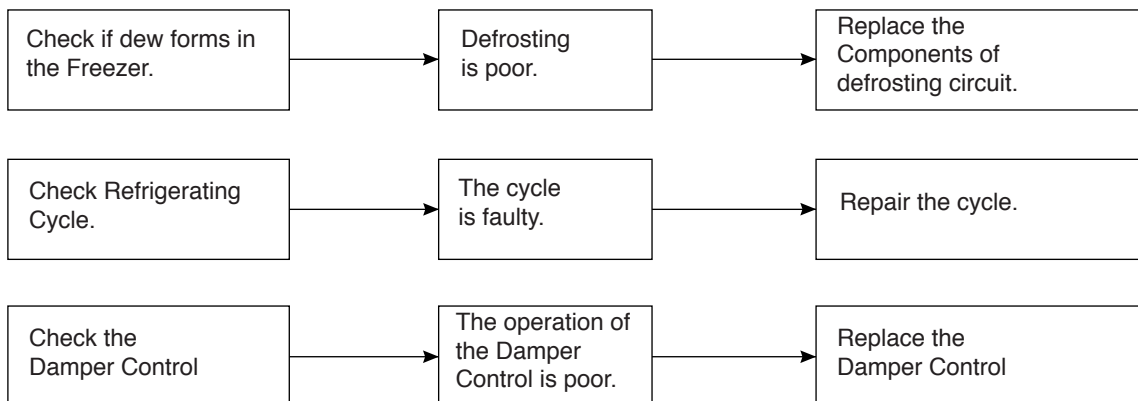 Check if dew forms in
the Freezer.
Defrosting
is poor.
Replace the
Components of
defrosting circuit.
Check Refrigerating
Cycle.
The cycle
is faulty.
Repair the cycle.
Check the
Damper Control
The operation of
the Damper
Control is poor.
Replace the
Damper Control